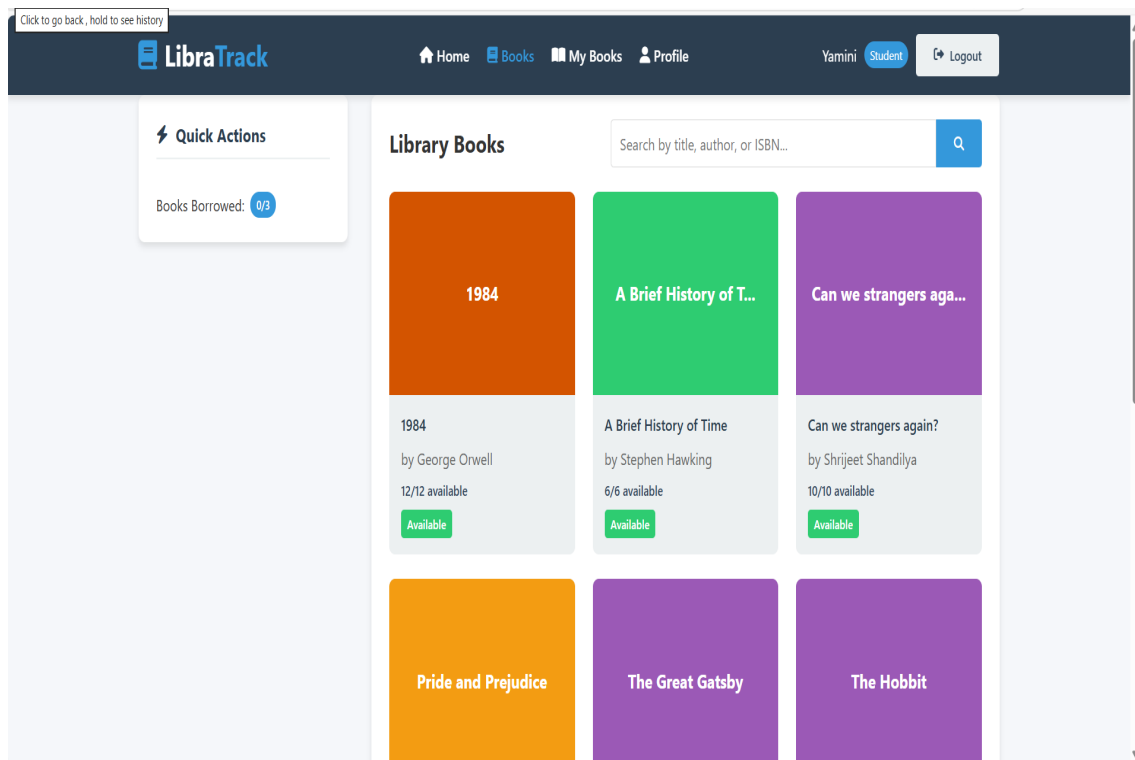 Click to go back , hold to see history
LibraTrack
Home Books My Books Profile
Yamini Student Logout
Quick Actions
Books Borrowed: 0/3
Library Books
Search by title, author, or ISBN...
1984
A Brief History of T...
Can we strangers aga...
1984
by George Orwell
12/12 available
Available
A Brief History of Time
by Stephen Hawking
6/6 available
Available
Can we strangers again?
by Shrijeet Shandilya
10/10 available
Available
Pride and Prejudice
The Great Gatsby
The Hobbit